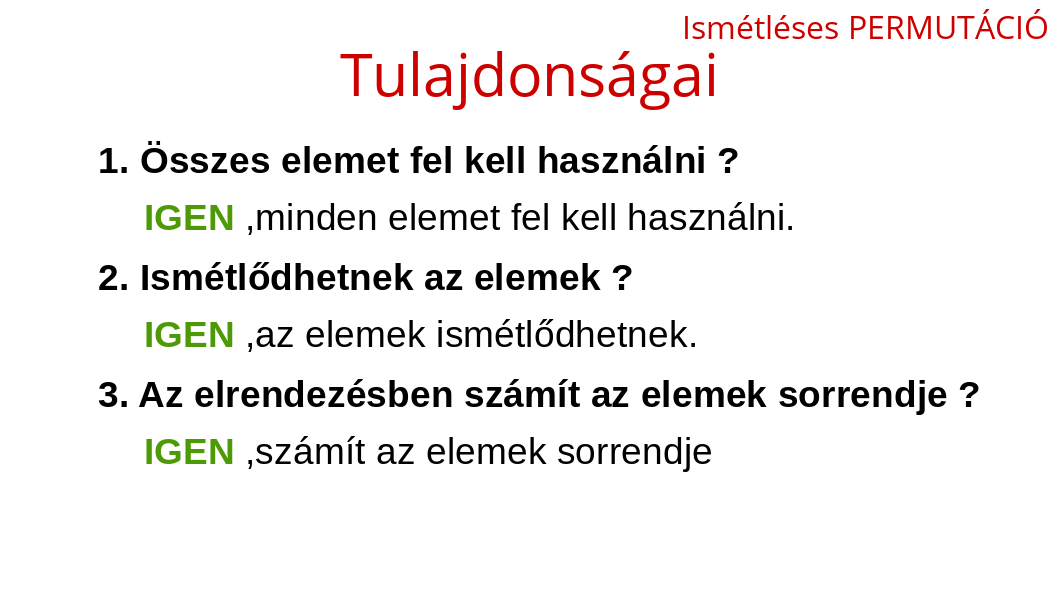 Ismétléses PERMUTÁCIÓ
Tulajdonságai
1. Összes elemet fel kell használni ?
IGEN ,minden elemet fel kell használni.
2. Ismétlődhetnek az elemek ?
IGEN ,az elemek ismétlődhetnek.
3. Az elrendezésben számít az elemek sorrendje ?
IGEN ,számít az elemek sorrendje